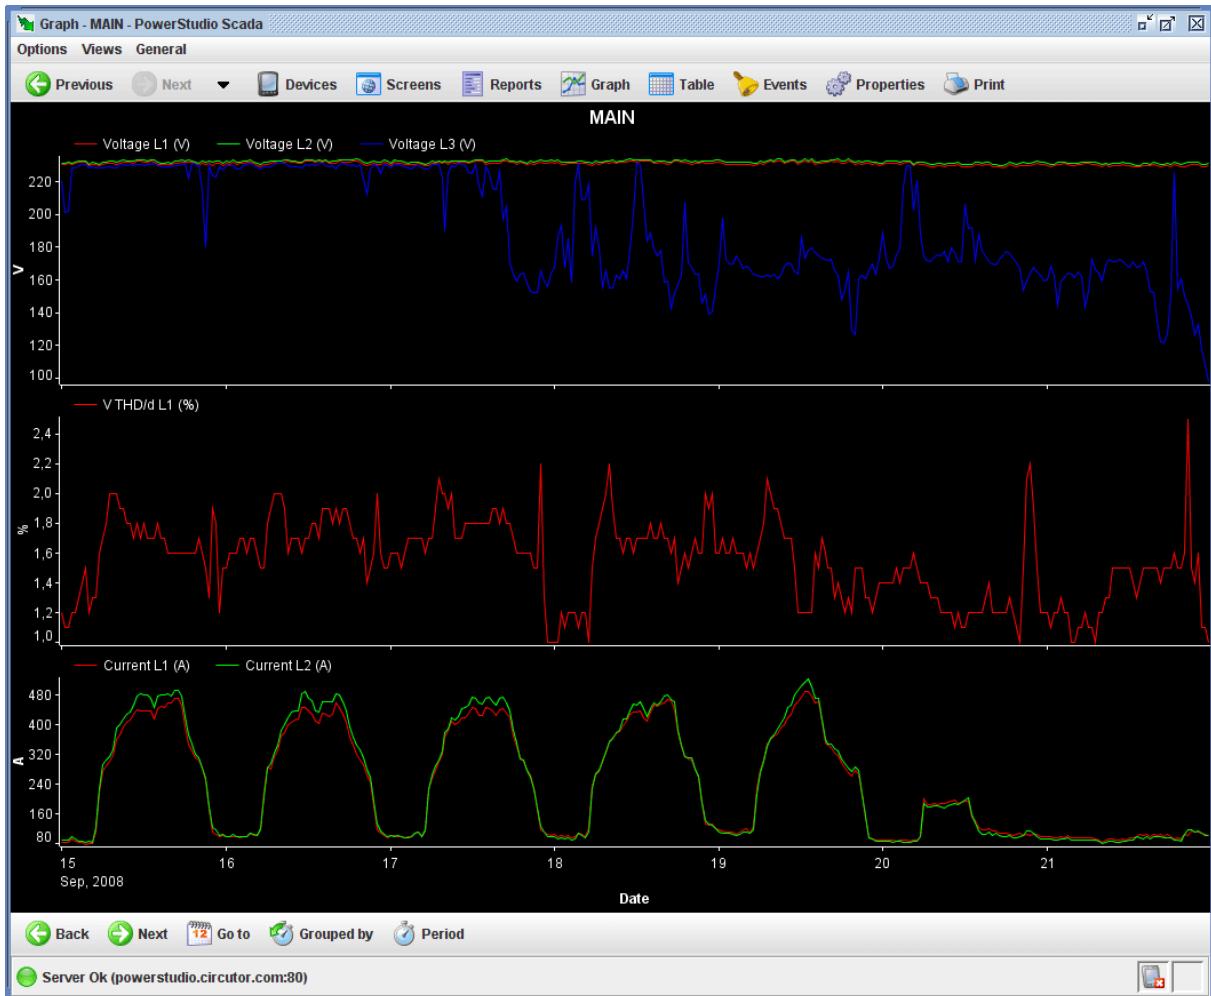 Graph - MAIN - PowerStudio Scada
Options Views General
Previous Next Devices Screens Reports Graph Table Events Properties Print
MAIN
Voltage L1 (V) Voltage L2 (V) Voltage L3 (V)
220
200
180
160
140
120
100
V
V THD/d L1 (%)
2,4
2,2
2,0
1,8
1,6
1,4
1,2
1,0
%
Current L1 (A) Current L2 (A)
480
400
320
240
160
80
A
15 16 17 18 19 20 21
Sep, 2008
Date
Back Next 12 Go to Grouped by Period
Server Ok (powerstudio.circutor.com:80)